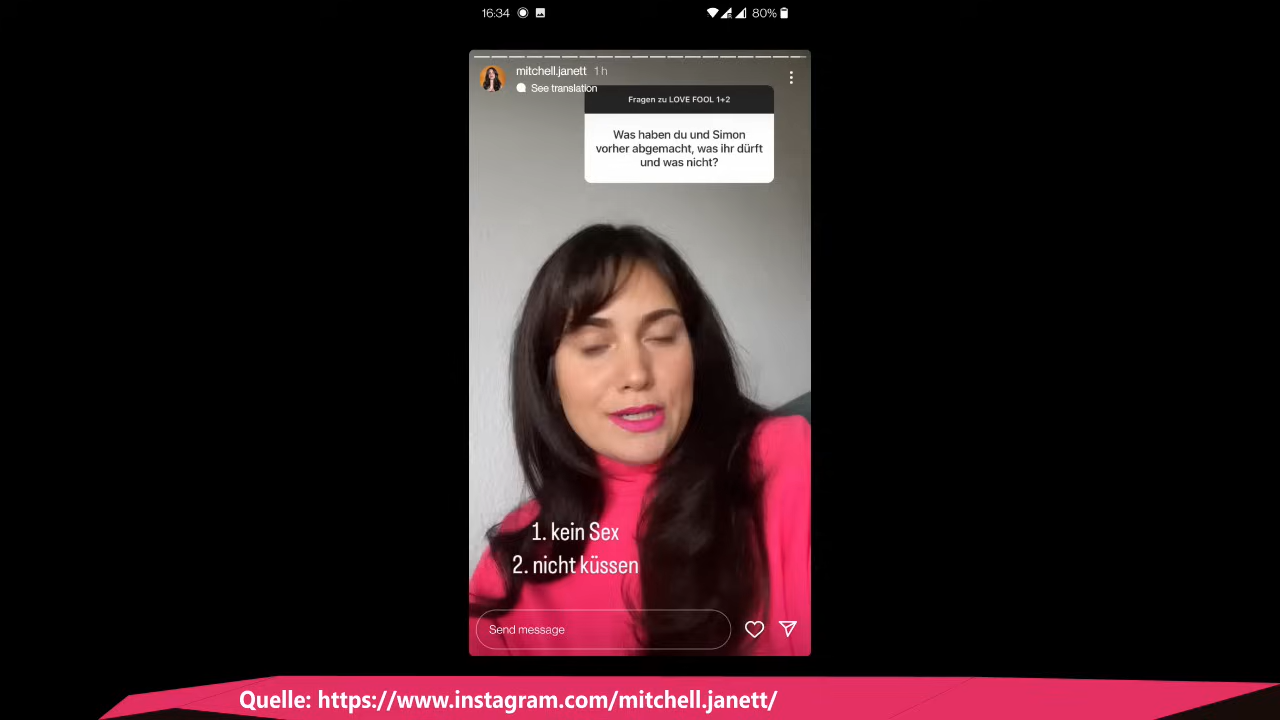 16:34
80%
mitchell.janett 1 h
See translation
Fragen zu LOVE FOOL 1+2
Was haben du und Simon
vorher abgemacht, was ihr dürft
und was nicht?
1. kein Sex
2. nicht küssen
Send message
Quelle: https://www.instagram.com/mitchell.janett/